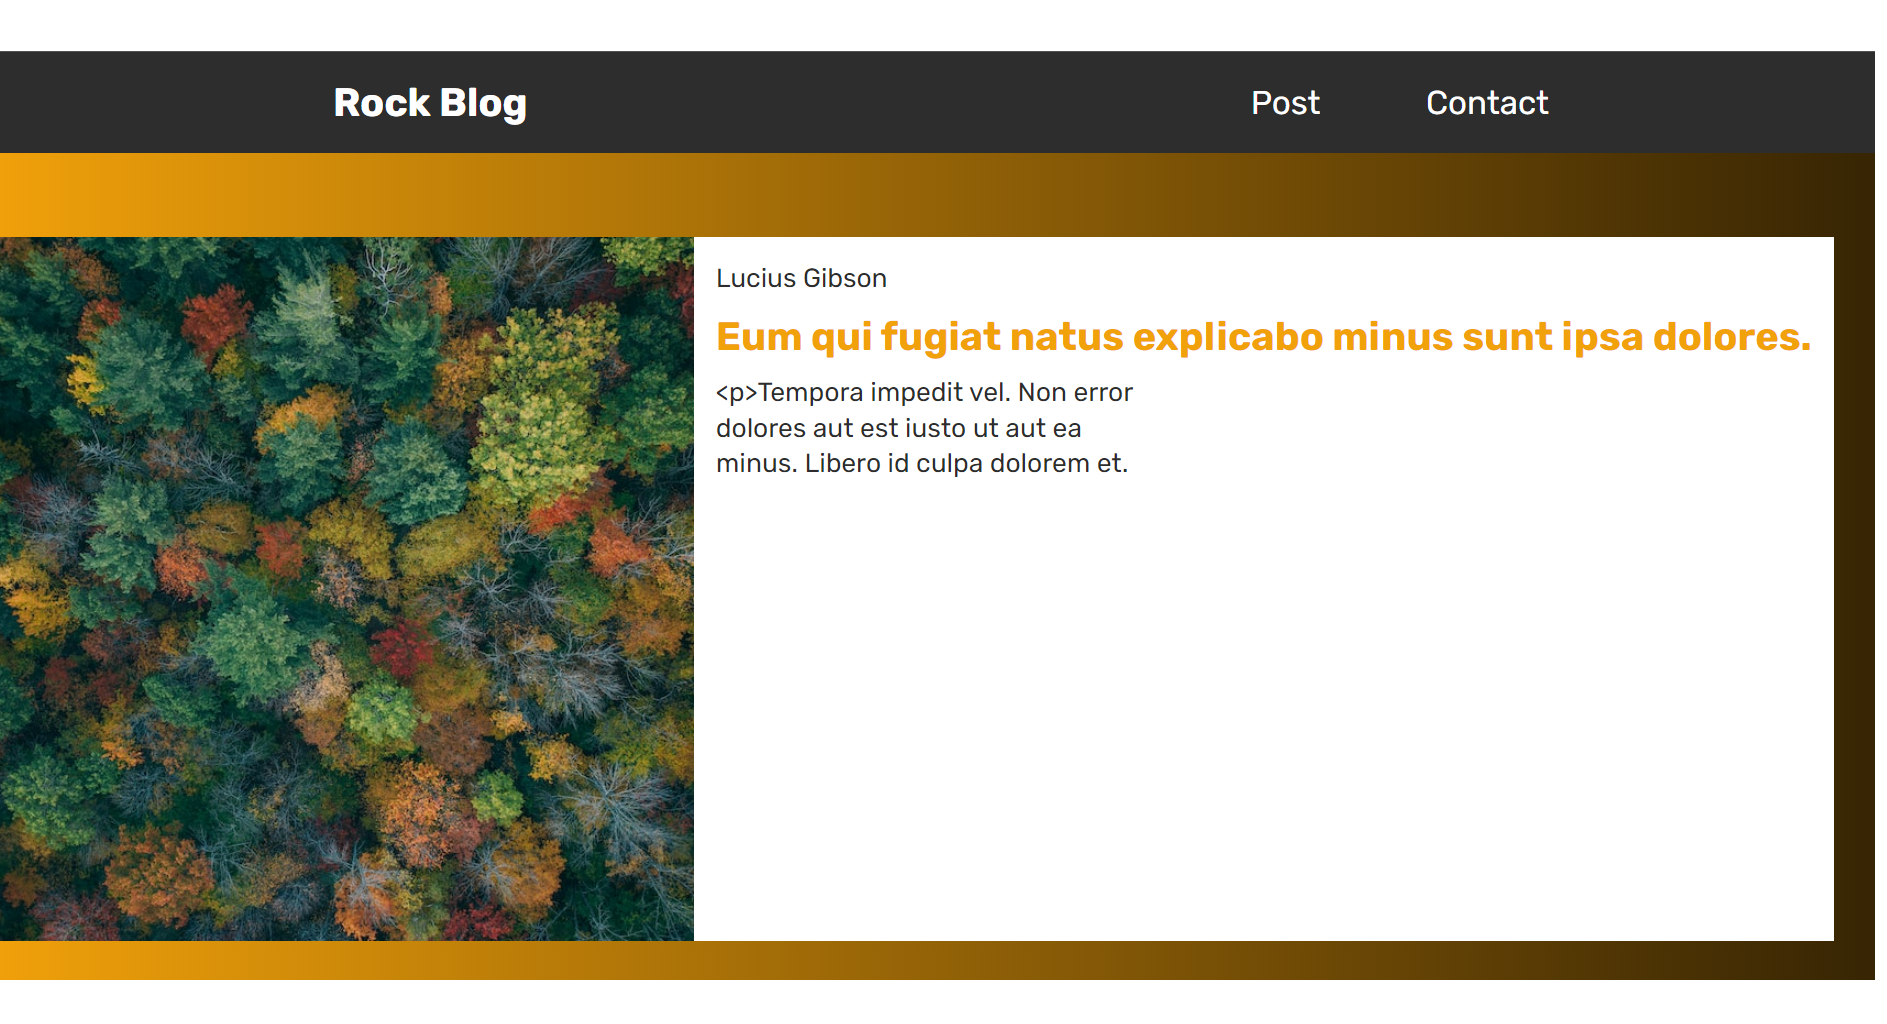 Rock Blog
Post
Contact
Lucius Gibson
Eum qui fugiat natus explicabo minus sunt ipsa dolores.
<p>Tempora impedit vel. Non error
dolores aut est iusto ut aut ea
minus. Libero id culpa dolorem et.